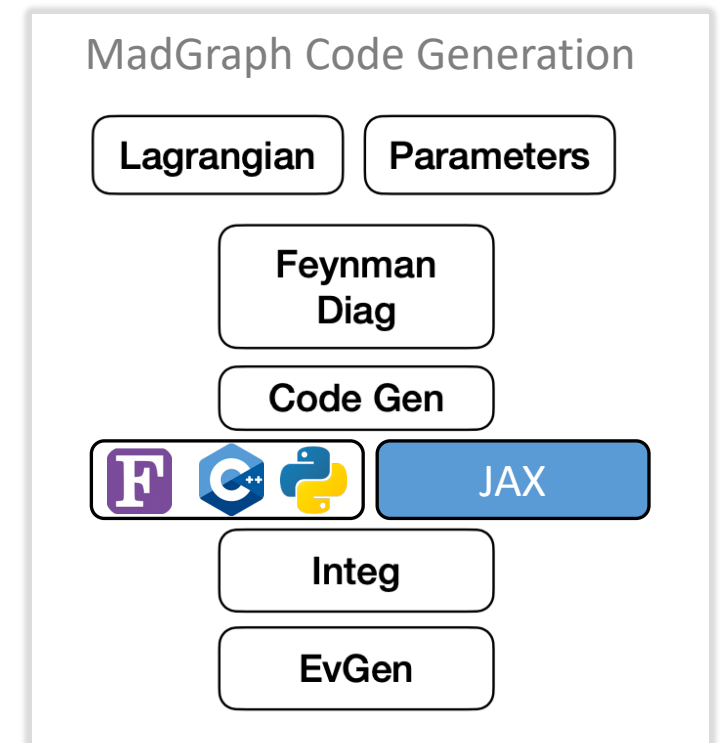 MadGraph Code Generation
Lagrangian
Parameters
Feynman
Diag
Code Gen
F
C++
JAX
Integ
EvGen